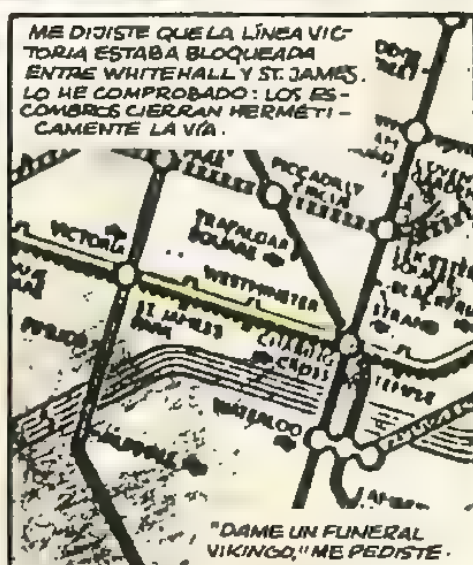 ME DIJISTE QUE LA LÍNEA VIC-
TORIA ESTABA BLOQUEADA
ENTRE WHITEHALL Y ST. JAMES.
LO HE COMPROBADO: LOS ES-
COMBROS CIERRAN HERMÉTI-
CAMENTE LA VÍA.
PICCADILLY
TRAFALGAR
SQUARE
VICTORIA
WESTMINSTER
ST. JAMES'S
PARK
STRAND
CROSS
TEMPLE
WATERLOO
"DAME UN FUNERAL
VIKINGO," ME PEDISTE.